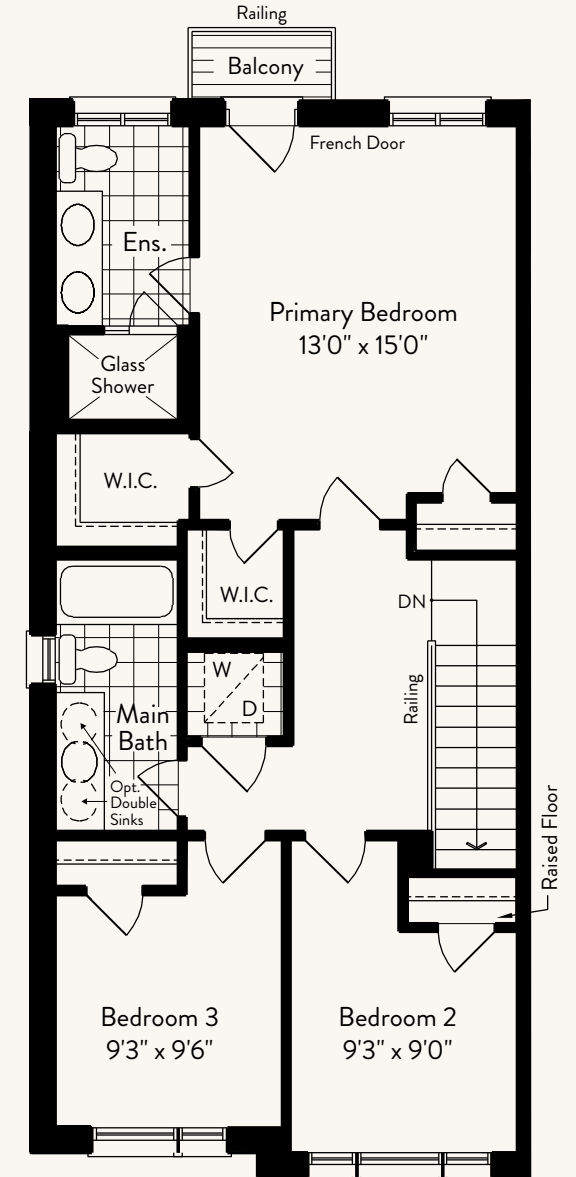 Railing
Balcony
French Door
Ens.
Primary Bedroom
13'0" x 15'0"
Glass
Shower
W.I.C.
W.I.C.
DN
W
D
Railing
Main
Bath
Opt.
Double
Sinks
Raised Floor
Bedroom 3
9'3" x 9'6"
Bedroom 2
9'3" x 9'0"